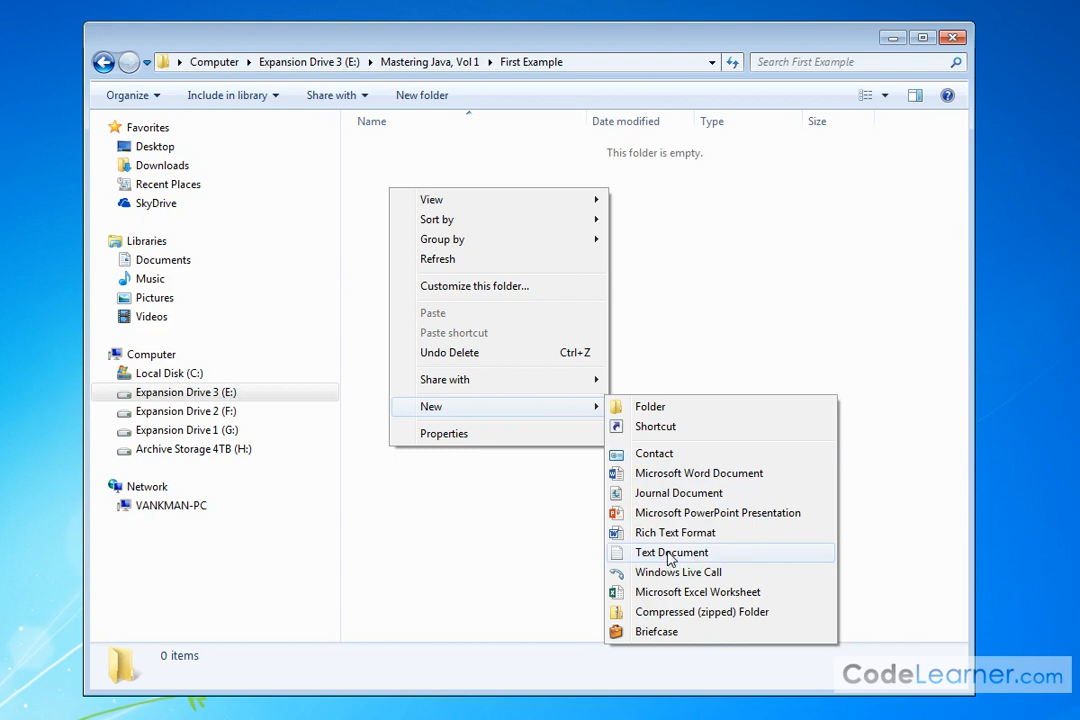 Computer Expansion Drive 3 (E:) Mastering Java, Vol 1 First Example
Search First Example
Organize Include in library Share with New folder
Name Date modified Type Size
This folder is empty.
Favorites
Desktop
Downloads
Recent Places
SkyDrive
Libraries
Documents
Music
Pictures
Videos
Computer
Local Disk (C:)
Expansion Drive 3 (E:)
Expansion Drive 2 (F:)
Expansion Drive 1 (G:)
Archive Storage 4TB (H:)
Network
VANKMAN-PC
View
Sort by
Group by
Refresh
Customize this folder...
Paste
Paste shortcut
Undo Delete Ctrl+Z
Share with
New
Properties
Folder
Shortcut
Contact
Microsoft Word Document
Journal Document
Microsoft PowerPoint Presentation
Rich Text Format
Text Document
Windows Live Call
Microsoft Excel Worksheet
Compressed (zipped) Folder
Briefcase
0 items
CodeLearner.com